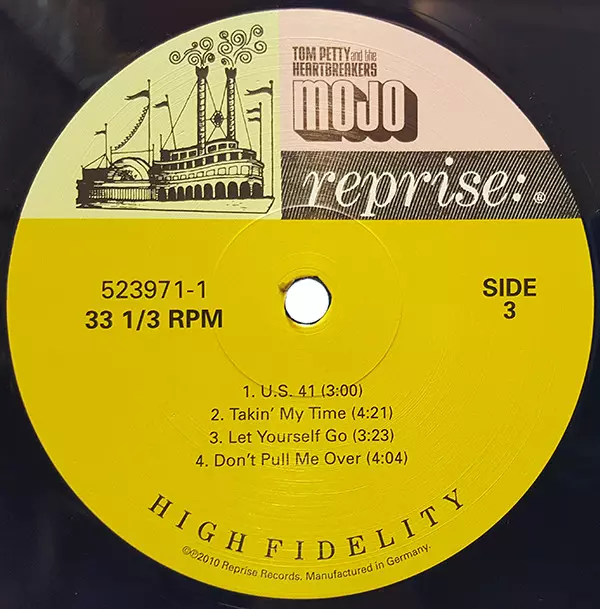 TOM PETTY and the
HEARTBREAKERS
MOJO
reprise:®
523971-1
33 1/3 RPM
SIDE
3
1. U.S. 41 (3:00)
2. Takin' My Time (4:21)
3. Let Yourself Go (3:23)
4. Don't Pull Me Over (4:04)
HIGH FIDELITY
©℗2010 Reprise Records. Manufactured in Germany.